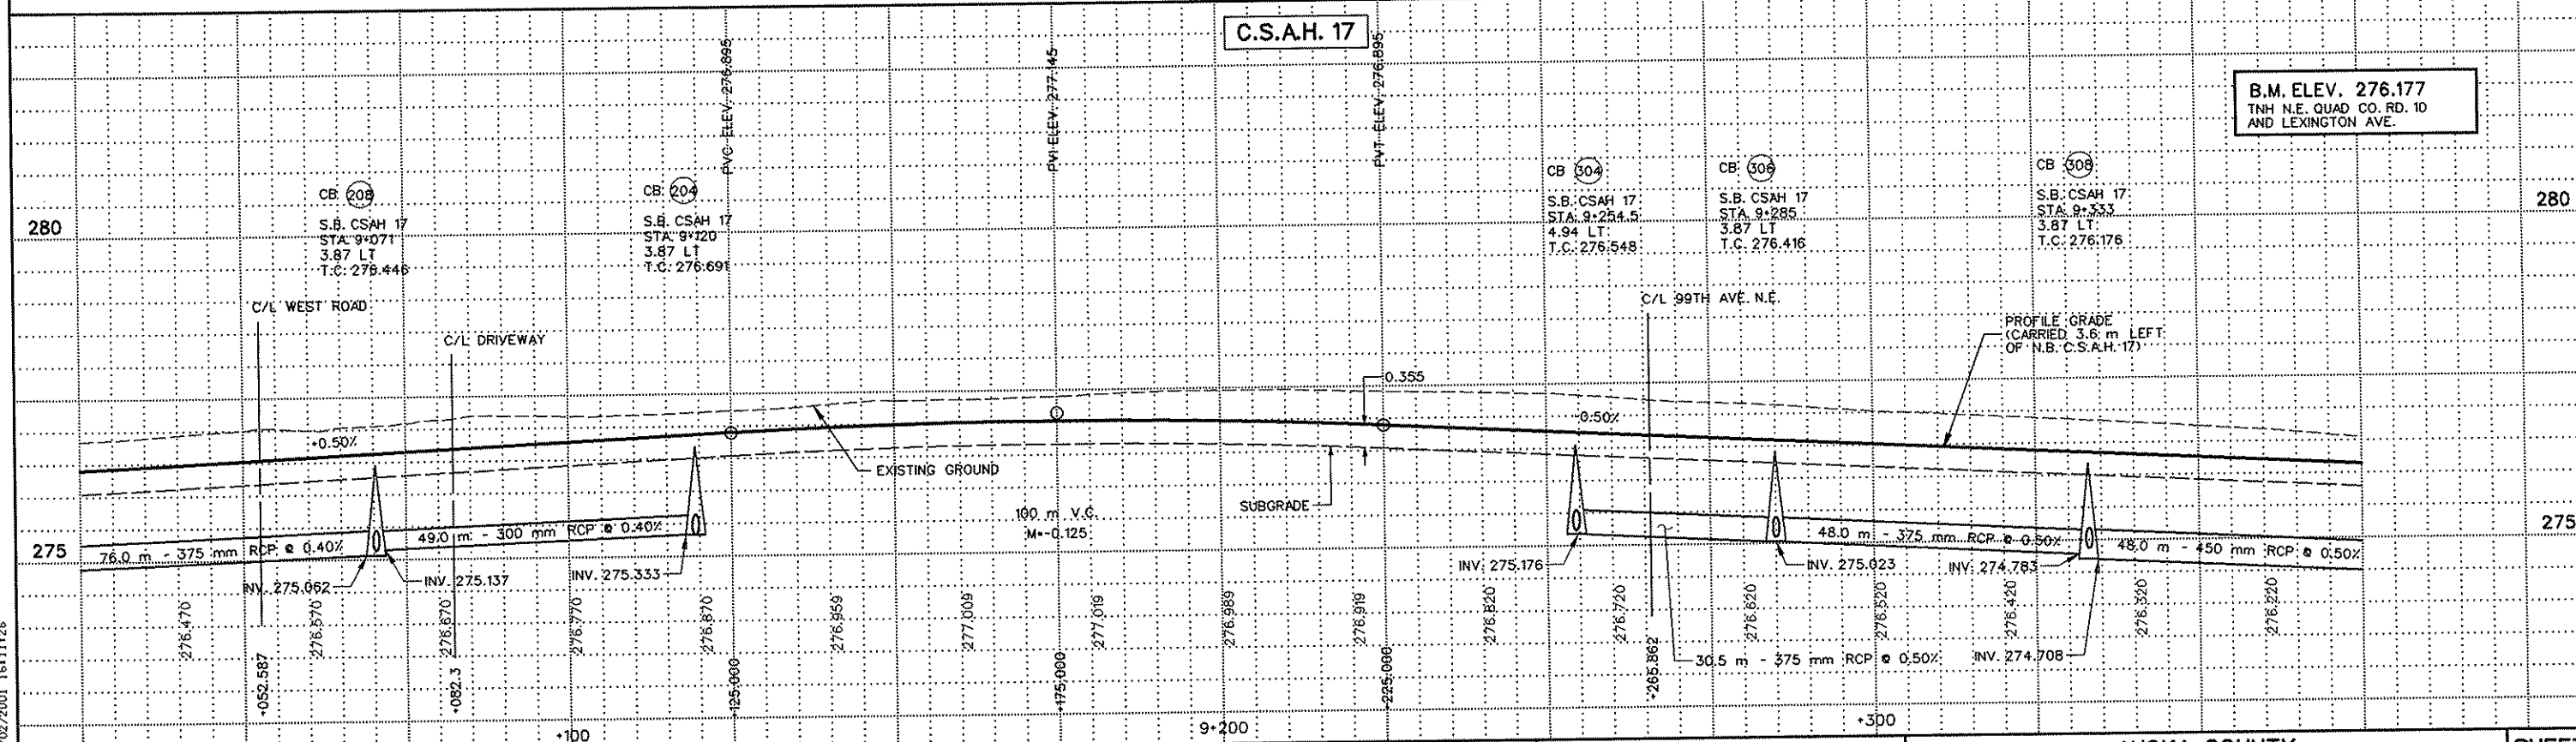 C.S.A.H. 17
B.M. ELEV. 276.177
TNH N.E. QUAD CO. RD. 10
AND LEXINGTON AVE.
PVC ELEV. 276.895
PVI ELEV. 277.145
PVT ELEV. 276.895
CB 208
S.B. CSAH 17
STA. 9+071
3.87 LT
T.C. 276.446
CB 204
S.B. CSAH 17
STA. 9+120
3.87 LT
T.C. 276.691
CB 304
S.B. CSAH 17
STA. 9+254.5
4.94 LT
T.C. 276.548
CB 306
S.B. CSAH 17
STA. 9+285
3.87 LT
T.C. 276.416
CB 308
S.B. CSAH 17
STA. 9+333
3.87 LT
T.C. 276.176
280
280
C/L WEST ROAD
C/L DRIVEWAY
C/L 99TH AVE. N.E.
PROFILE GRADE
(CARRIED 3.6 m LEFT
OF N.B. C.S.A.H. 17)
0.355
+0.50%
-0.50%
EXISTING GROUND
SUBGRADE
100 m V.C.
M=-0.125
275
275
76.0 m - 375 mm RCP @ 0.40%
49.0 m - 300 mm RCP @ 0.40%
48.0 m - 375 mm RCP @ 0.50%
48.0 m - 450 mm RCP @ 0.50%
INV. 275.062
INV. 275.137
INV. 275.333
INV. 275.176
INV. 275.023
INV. 274.783
276.470
276.570
276.670
276.770
276.870
276.959
277.009
277.019
276.989
276.919
276.820
276.720
276.620
276.520
276.420
276.320
276.220
30.5 m - 375 mm RCP @ 0.50%
INV. 274.708
+052.587
+082.3
+125.000
+175.000
+225.000
+265.862
+100
9+200
+300